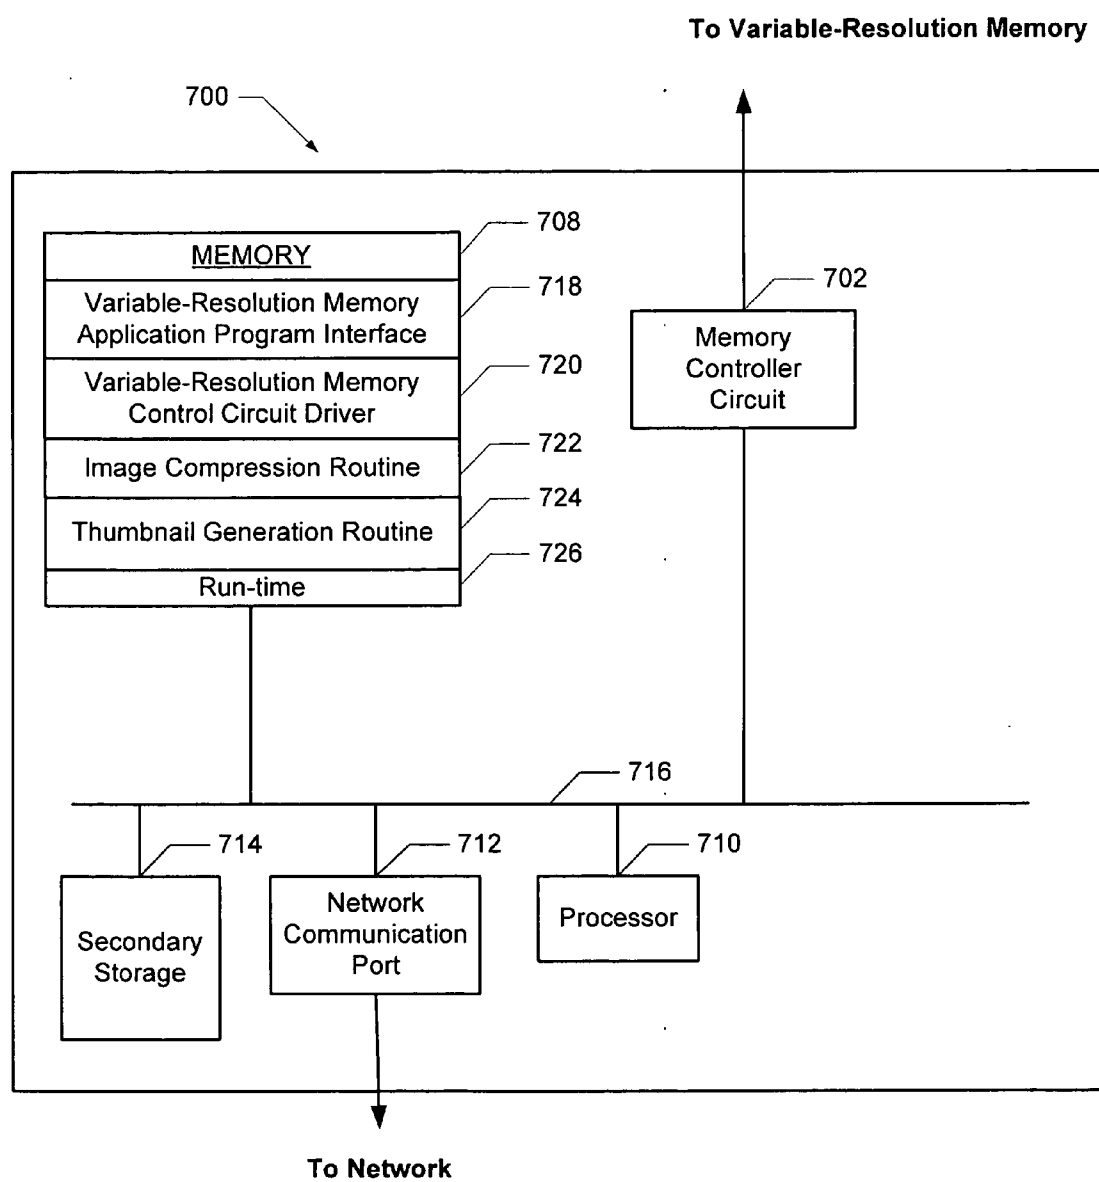 To Variable-Resolution Memory
700
708
MEMORY
718
Variable-Resolution Memory
Application Program Interface
702
Memory
Controller
Circuit
720
Variable-Resolution Memory
Control Circuit Driver
722
Image Compression Routine
724
Thumbnail Generation Routine
726
Run-time
716
714
712
710
Secondary
Storage
Network
Communication
Port
Processor
To Network